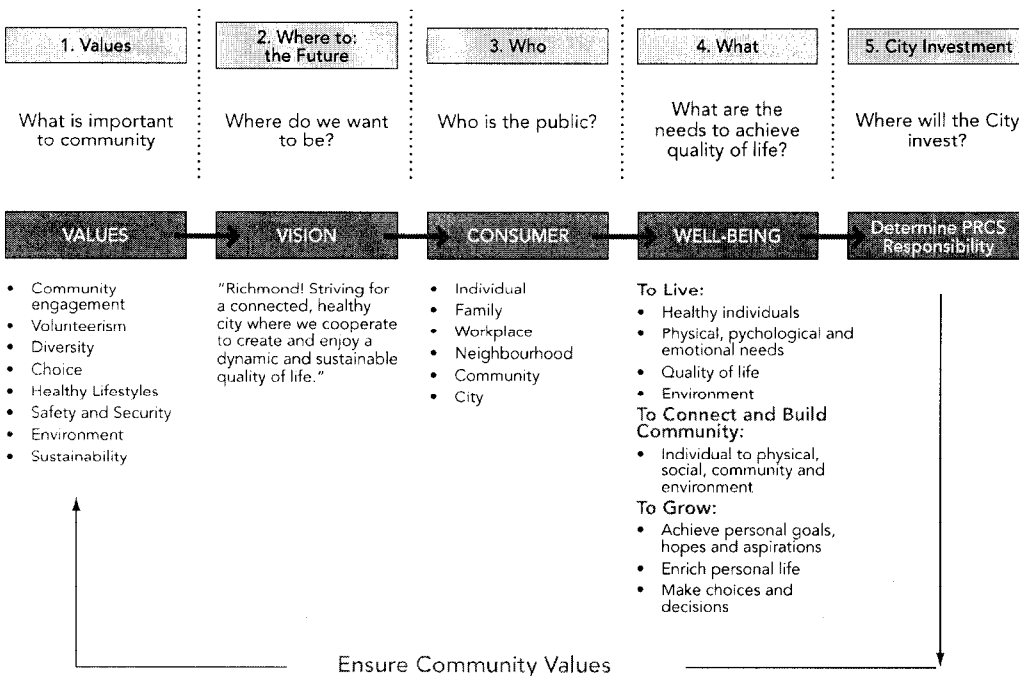 1. Values
2. Where to:
the Future
3. Who
4. What
5. City Investment
What is important
to community
Where do we want
to be?
Who is the public?
What are the
needs to achieve
quality of life?
Where will the City
invest?
VALUES
VISION
CONSUMER
WELL-BEING
Determine PRCS
Responsibility
• Community
engagement
• Volunteerism
• Diversity
• Choice
• Healthy Lifestyles
• Safety and Security
• Environment
• Sustainability
"Richmond! Striving for
a connected, healthy
city where we cooperate
to create and enjoy a
dynamic and sustainable
quality of life."
• Individual
• Family
• Workplace
• Neighbourhood
• Community
• City
To Live:
• Healthy individuals
• Physical, pychological and
emotional needs
• Quality of life
• Environment
To Connect and Build
Community:
• Individual to physical,
social, community and
environment
To Grow:
• Achieve personal goals,
hopes and aspirations
• Enrich personal life
• Make choices and
decisions
Ensure Community Values